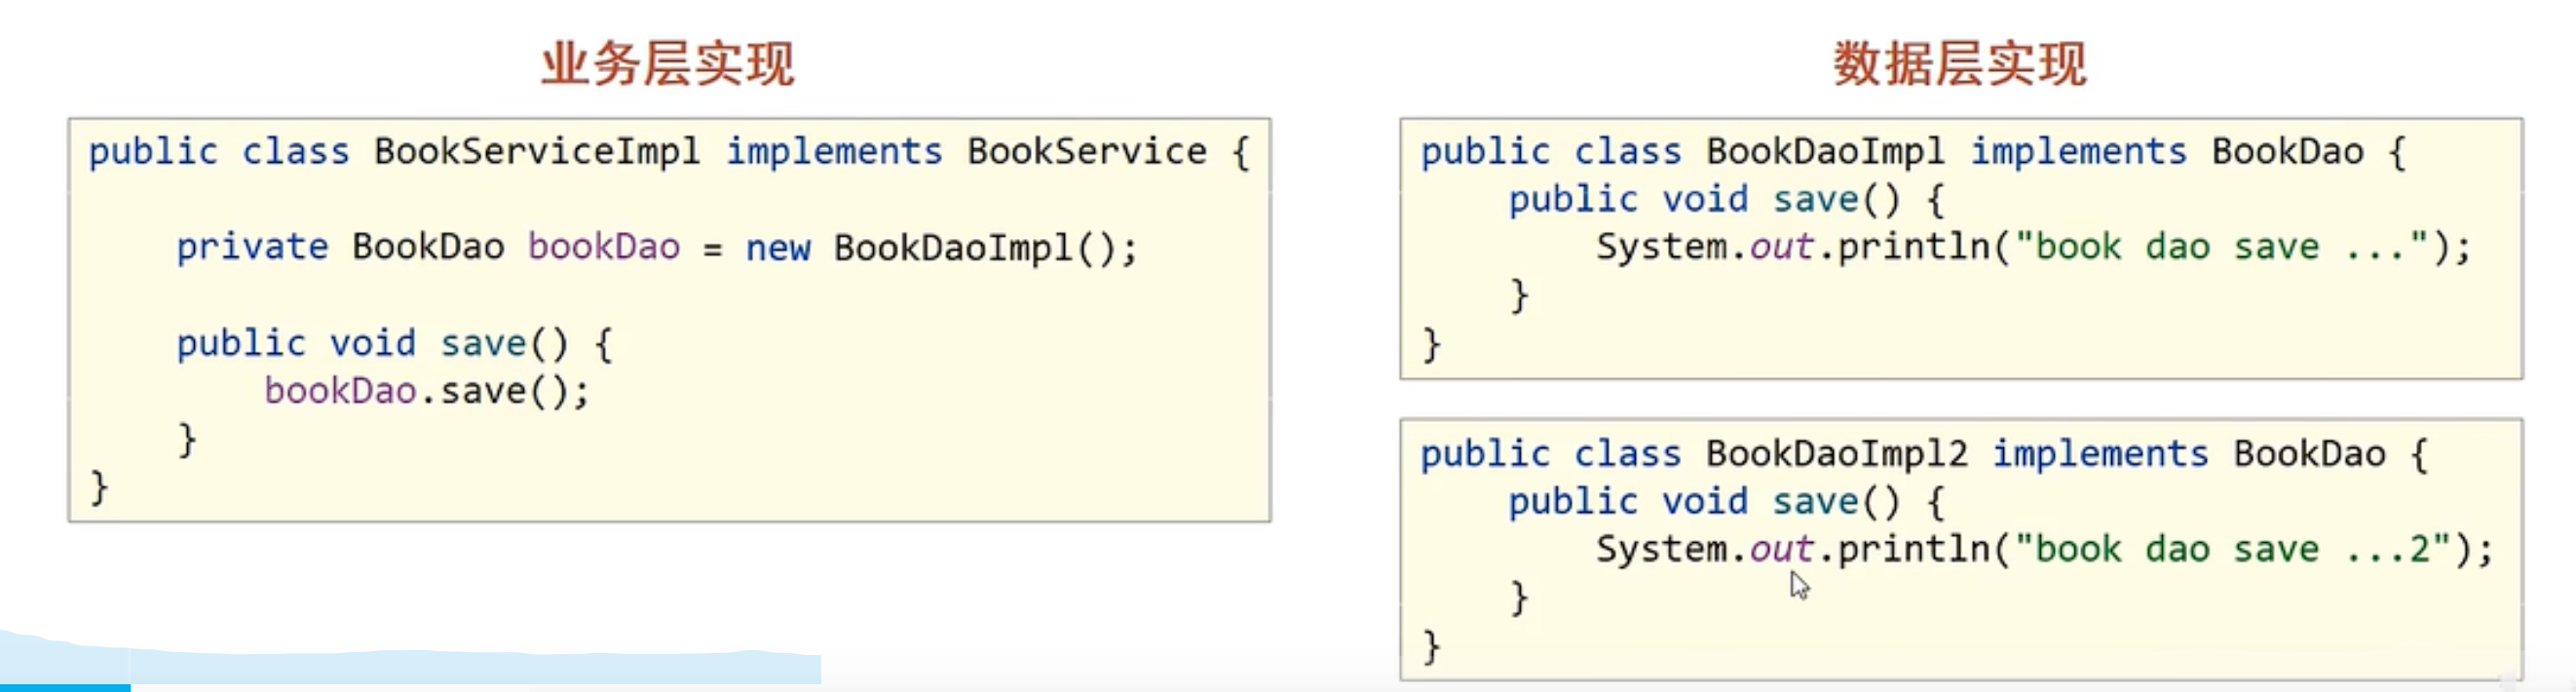 业务层实现
public class BookServiceImpl implements BookService {
    private BookDao bookDao = new BookDaoImpl();
    public void save() {
        bookDao.save();
    }
}
数据层实现
public class BookDaoImpl implements BookDao {
    public void save() {
        System.out.println("book dao save ...");
    }
}
public class BookDaoImpl2 implements BookDao {
    public void save() {
        System.out.println("book dao save ...2");
    }
}